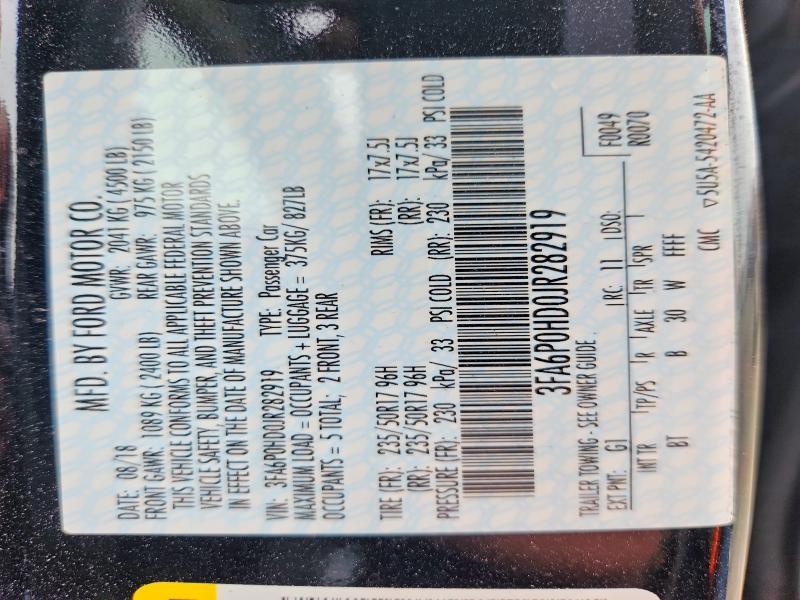 MFD. BY FORD MOTOR CO.
DATE: 08/18 GVWR: 2041 KG ( 4500 LB)
FRONT GAWR: 1089 KG ( 2400 LB) REAR GAWR: 975 KG ( 2150 LB)
THIS VEHICLE CONFORMS TO ALL APPLICABLE FEDERAL MOTOR
VEHICLE SAFETY, BUMPER, AND THEFT PREVENTION STANDARDS
IN EFFECT ON THE DATE OF MANUFACTURE SHOWN ABOVE.
VIN: 3FA6P0HD0JR282919 TYPE: Passenger Car
MAXIMUM LOAD = OCCUPANTS + LUGGAGE = 375KG/ 827LB
OCCUPANTS = 5 TOTAL; 2 FRONT, 3 REAR
TIRE (FR): 235/50R17 96H RIMS (FR): 17x7.5J
(RR): 235/50R17 96H (RR): 17x7.5J
PRESSURE (FR): 230 kPa/ 33 PSI COLD (RR): 230 kPa/ 33 PSI COLD
3FA6P0HD0JR282919
TRAILER TOWING - SEE OWNER GUIDE F0049
EXT PNT: G1 RC: 11 DSO: R0070
INT TR TP/PS R AXLE TR SPR
BT B 30 W FFFF
CMC ▽5U5A-5420472-AA